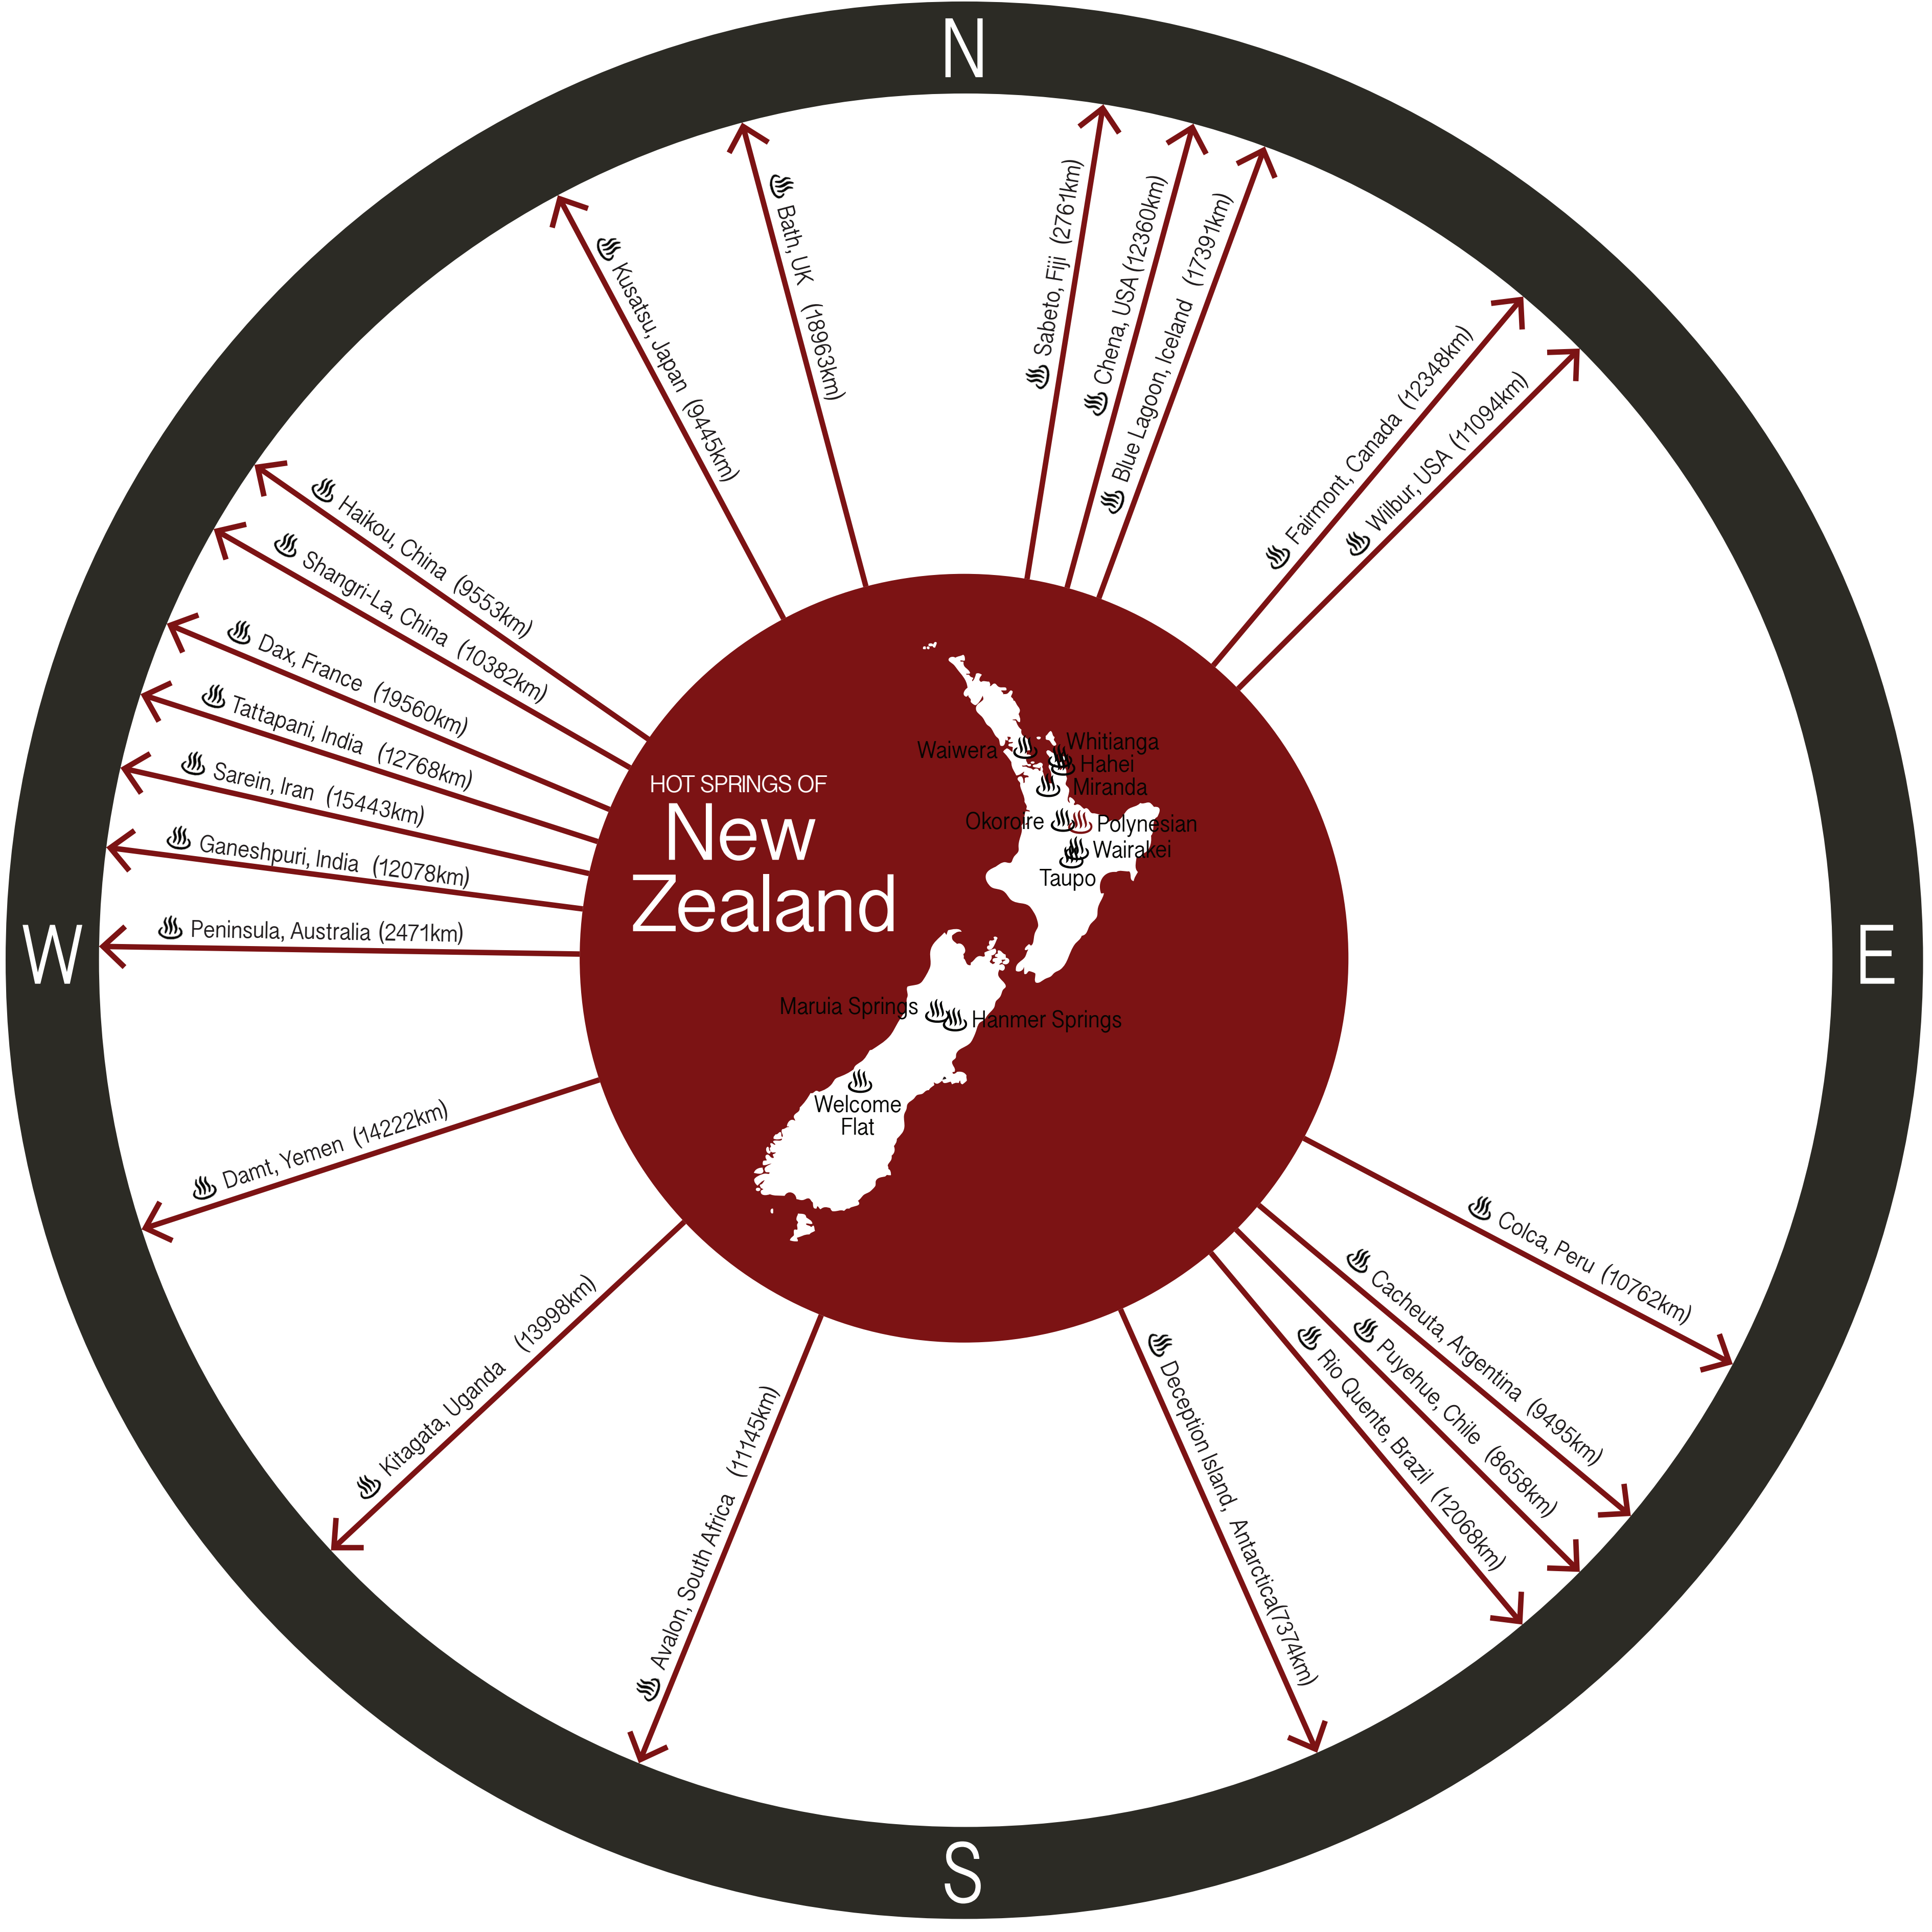 N
Bath, UK (18963km)
Kusatsu, Japan (9445km)
Sabeto, Fiji (2761km)
Chena, USA (12360km)
Blue Lagoon, Iceland (17391km)
Fairmont, Canada (12348km)
Wilbur, USA (11094km)
Haikou, China (9553km)
Shangri-La, China (10382km)
Dax, France (19560km)
Tattapani, India (12768km)
Sarein, Iran (15443km)
Ganeshpuri, India (12078km)
Peninsula, Australia (2471km)
W
E
HOT SPRINGS OF
New
Zealand
Waiwera
Whitianga
Hahei
Miranda
Okoroire
Polynesian
Wairakei
Taupo
Maruia Springs
Hanmer Springs
Welcome
Flat
Damt, Yemen (14222km)
Kitagata, Uganda (13998km)
Avalon, South Africa (11145km)
Deception Island, Antarctica(7374km)
Rio Quente, Brazil (12068km)
Puyehue, Chile (8658km)
Cacheuta, Argentina (9495km)
Colca, Peru (10762km)
S